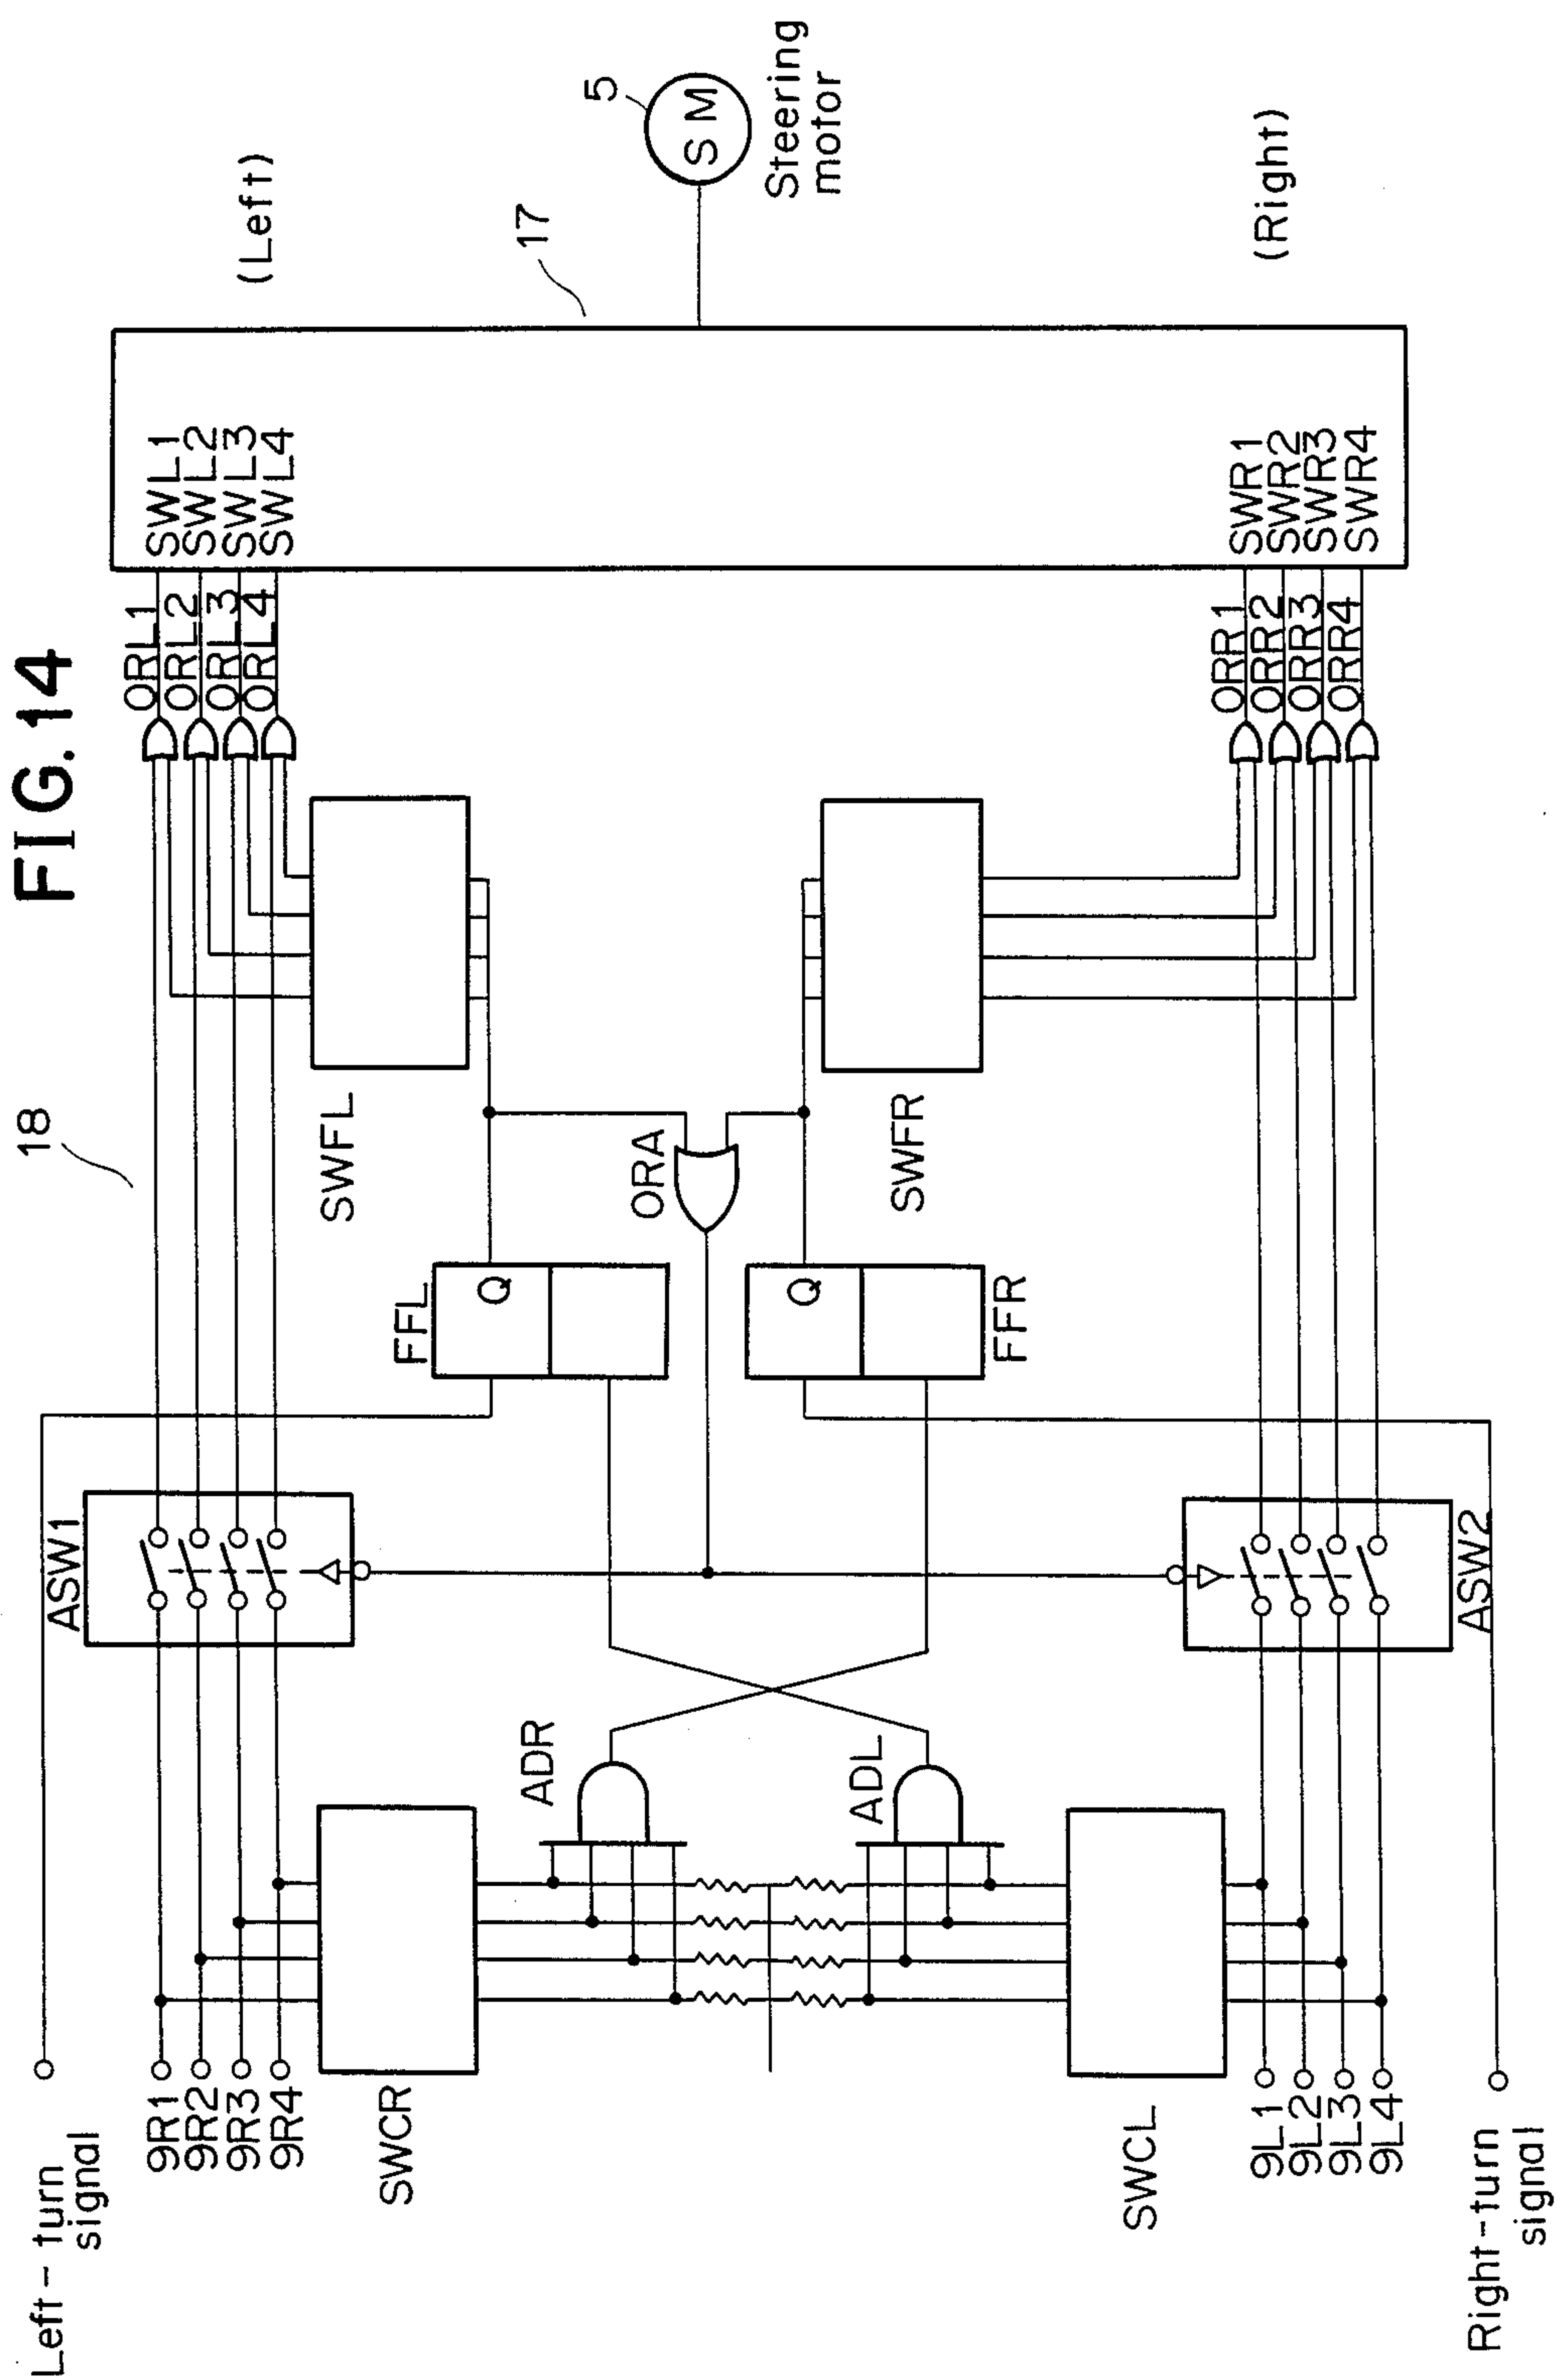 FIG. 14
18
Left-turn
signal
9R1
9R2
9R3
9R4
SWCR
ASW1
ADR
ADL
FFL
Q
FFR
Q
ORA
SWFL
SWFR
ORL1
ORL2
ORL3
ORL4
SWL1
SWL2
SWL3
SWL4
(Left)
17
5
SM
Steering
motor
SWCL
9L1
9L2
9L3
9L4
Right-turn
signal
ASW2
ORR1
ORR2
ORR3
ORR4
SWR1
SWR2
SWR3
SWR4
(Right)